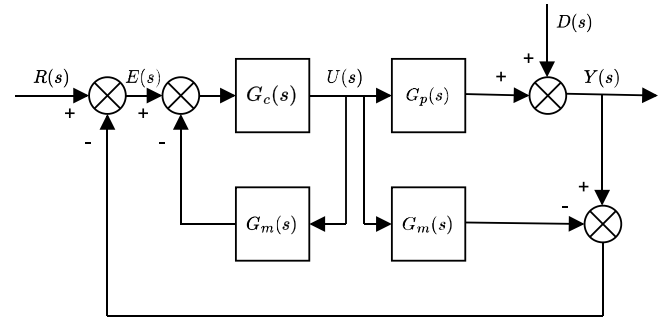 D(s)
R(s) E(s) U(s) Y(s)
+ +
G_c(s) G_p(s)
+ +
- - +
-
G_m(s) G_m(s)